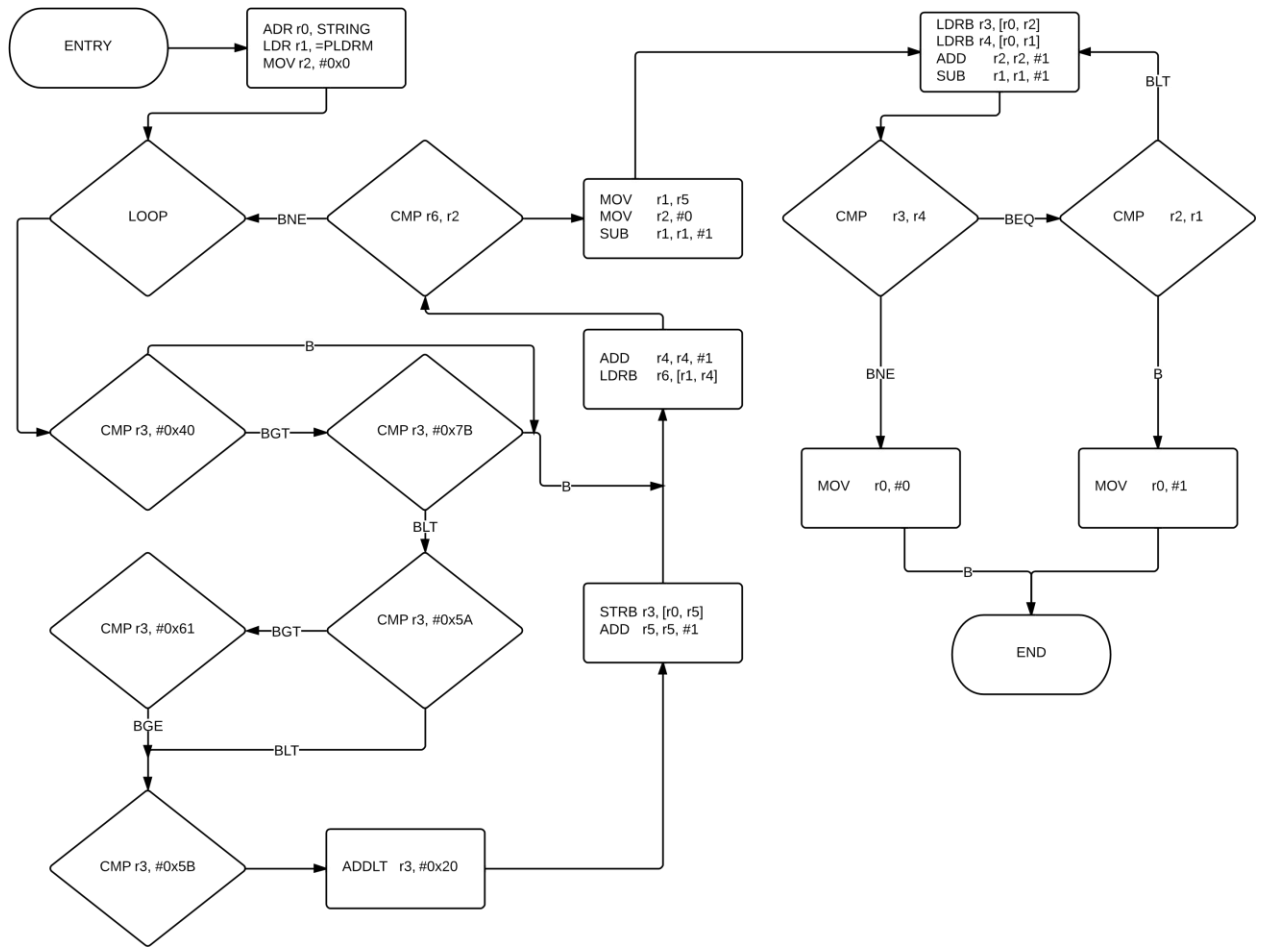 ENTRY
ADR r0, STRING
LDR r1, =PLDRM
MOV r2, #0x0
LOOP
BNE
CMP r6, r2
MOV r1, r5
MOV r2, #0
SUB r1, r1, #1
ADD r4, r4, #1
LDRB r6, [r1, r4]
B
CMP r3, #0x40
BGT
CMP r3, #0x7B
B
BLT
CMP r3, #0x61
BGT
CMP r3, #0x5A
STRB r3, [r0, r5]
ADD r5, r5, #1
BGE
BLT
CMP r3, #0x5B
ADDLT r3, #0x20
LDRB r3, [r0, r2]
LDRB r4, [r0, r1]
ADD r2, r2, #1
SUB r1, r1, #1
BLT
CMP r3, r4
BEQ
CMP r2, r1
BNE
B
MOV r0, #0
MOV r0, #1
B
END